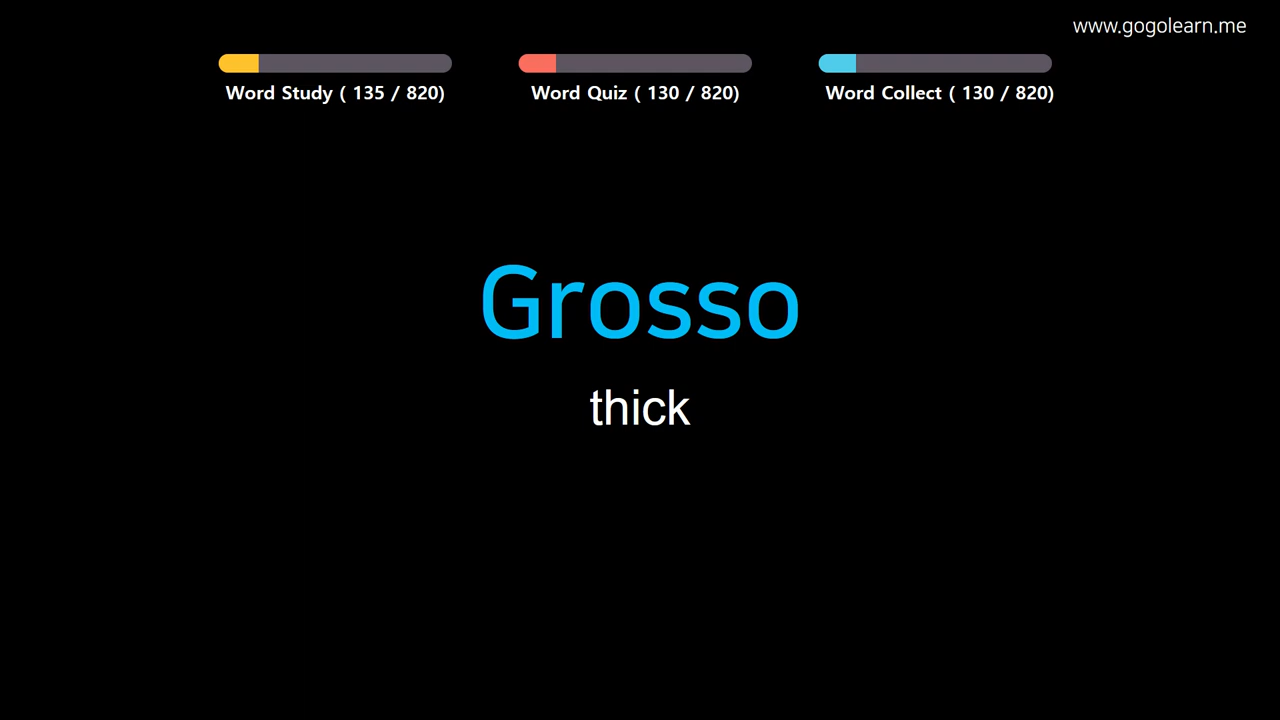 www.gogolearn.me
Word Study ( 135 / 820)
Word Quiz ( 130 / 820)
Word Collect ( 130 / 820)
Grosso
thick